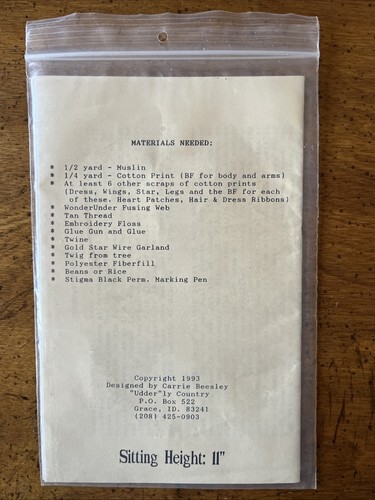 MATERIALS NEEDED;
* 1/2 yard - Muslin
* 1/4 yard - Cotton Print (BF for body and arms)
* At least 6 other scraps of cotton prints
(Dress, Wings, Star, Legs and the BF for each
of these. Heart Patches, Hair & Dress Ribbons)
* WonderUnder Fusing Web
* Tan Thread
* Embroidery Floss
* Glue Gun and Glue
* Twine
* Gold Star Wire Garland
* Twig from tree
* Polyester Fiberfill
* Beans or Rice
* Stigma Black Perm. Marking Pen
Copyright 1993
Designed by Carrie Beesley
"Udder"ly Country
P.O. Box 522
Grace, ID. 83241
(208) 425-0903
Sitting Height: 11"